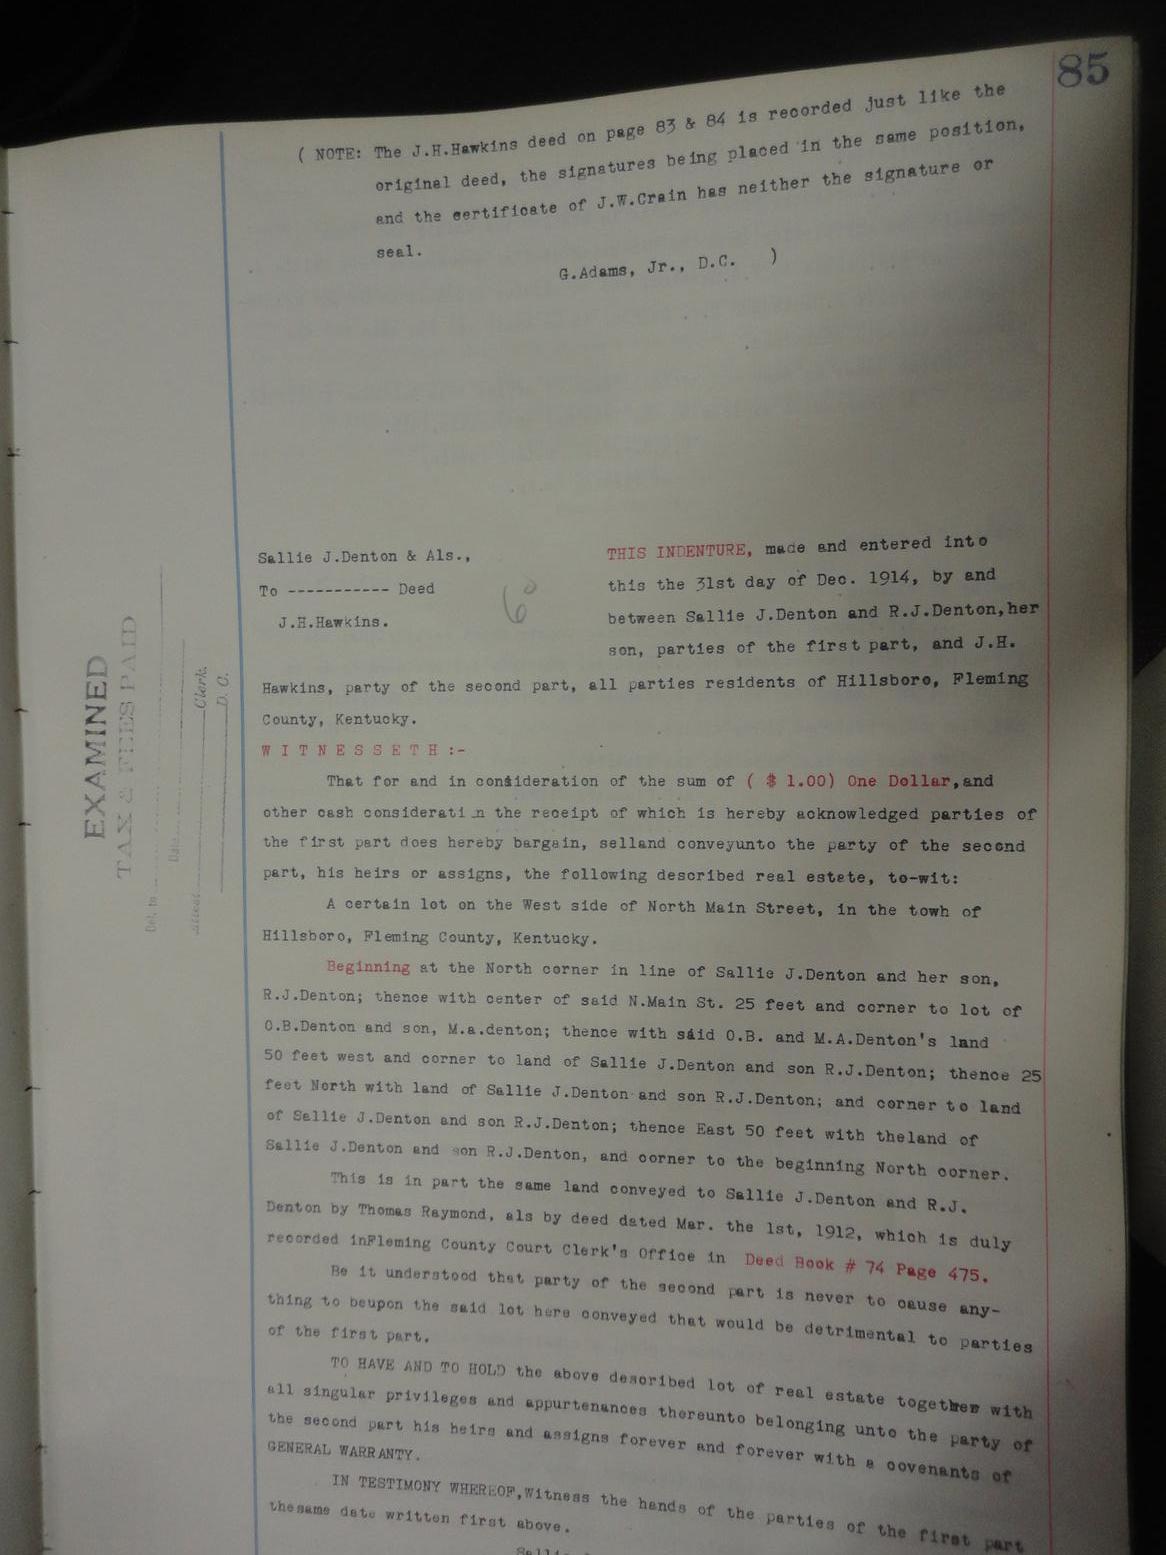 85
( NOTE: The J.H.Hawkins deed on page 83 & 84 is recorded just like the
original deed, the signatures being placed in the same position,
and the certificate of J.W.Crain has neither the signature or
seal.
G.Adams, Jr., D.C. )
Sallie J.Denton & Als.,
To ----------- Deed
J.H.Hawkins.
6
THIS INDENTURE, made and entered into
this the 31st day of Dec. 1914, by and
between Sallie J.Denton and R.J.Denton,her
son, parties of the first part, and J.H.
Hawkins, party of the second part, all parties residents of Hillsboro, Fleming
County, Kentucky.
W I T N E S S E T H :-
That for and in consideration of the sum of ( $ 1.00) One Dollar,and
other cash considerati n the receipt of which is hereby acknowledged parties of
the first part does hereby bargain, selland conveyunto the party of the second
part, his heirs or assigns, the following described real estate, to-wit:
A certain lot on the West side of North Main Street, in the towh of
Hillsboro, Fleming County, Kentucky.
Beginning at the North corner in line of Sallie J.Denton and her son,
R.J.Denton; thence with center of said N.Main St. 25 feet and corner to lot of
O.B.Denton and son, M.a.denton; thence with said O.B. and M.A.Denton's land
50 feet west and corner to land of Sallie J.Denton and son R.J.Denton; thence 25
feet North with land of Sallie J.Denton and son R.J.Denton; and corner to land
of Sallie J.Denton and son R.J.Denton; thence East 50 feet with theland of
Sallie J.Denton and son R.J.Denton, and corner to the beginning North corner.
This is in part the same land conveyed to Sallie J.Denton and R.J.
Denton by Thomas Raymond, als by deed dated Mar. the 1st, 1912, which is duly
recorded inFleming County Court Clerk's Office in Deed Book # 74 Page 475.
Be it understood that party of the second part is never to cause any-
thing to beupon the said lot here conveyed that would be detrimental to parties
of the first part.
TO HAVE AND TO HOLD the above described lot of real estate together with
all singular privileges and appurtenances thereunto belonging unto the party of
the second part his heirs and assigns forever and forever with a covenants of
GENERAL WARRANTY.
IN TESTIMONY WHEREOF,Witness the hands of the parties of the first part
thesame date written first above.
EXAMINED
TAX & FEES PAID
Del. to
Date
Attest Clerk.
D. C.